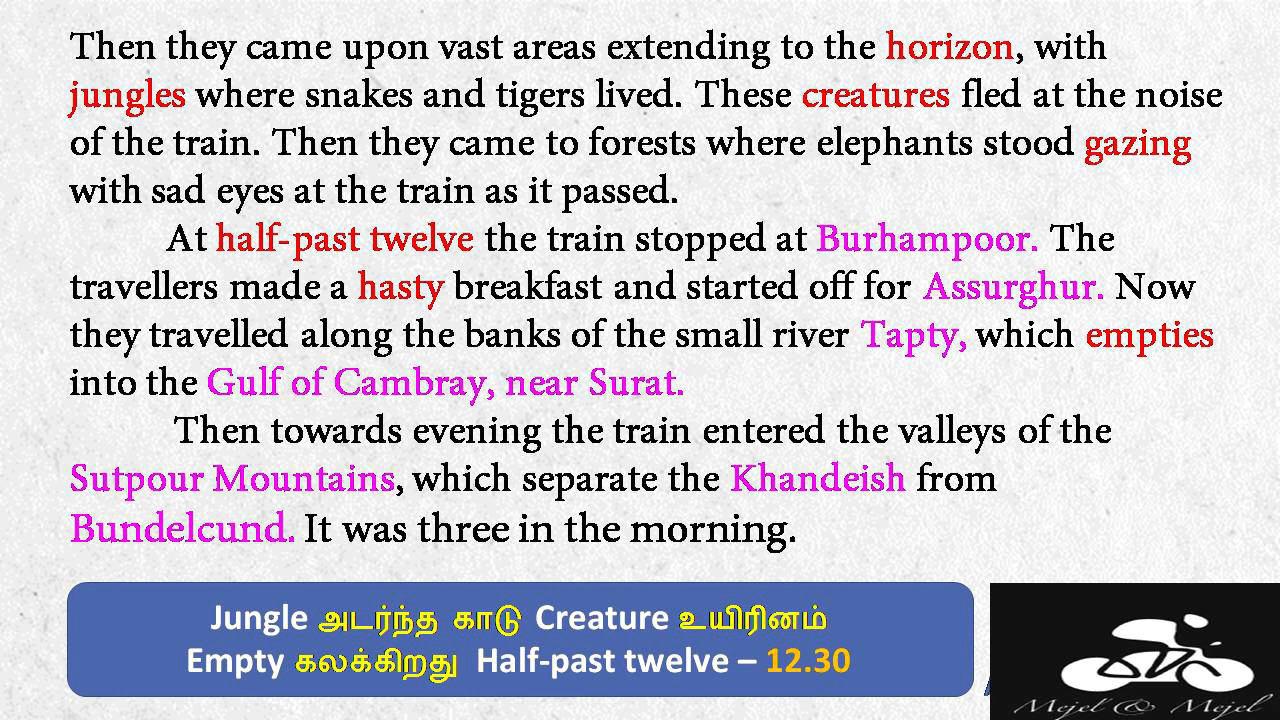 Then they came upon vast areas extending to the horizon, with
jungles where snakes and tigers lived. These creatures fled at the noise
of the train. Then they came to forests where elephants stood gazing
with sad eyes at the train as it passed.
At half-past twelve the train stopped at Burhampoor. The
travellers made a hasty breakfast and started off for Assurghur. Now
they travelled along the banks of the small river Tapty, which empties
into the Gulf of Cambray, near Surat.
Then towards evening the train entered the valleys of the
Sutpour Mountains, which separate the Khandeish from
Bundelcund. It was three in the morning.
Jungle அடர்ந்த காடு Creature உயிரினம்
Empty கலக்கிறது Half-past twelve – 12.30
Mejel & Mejel